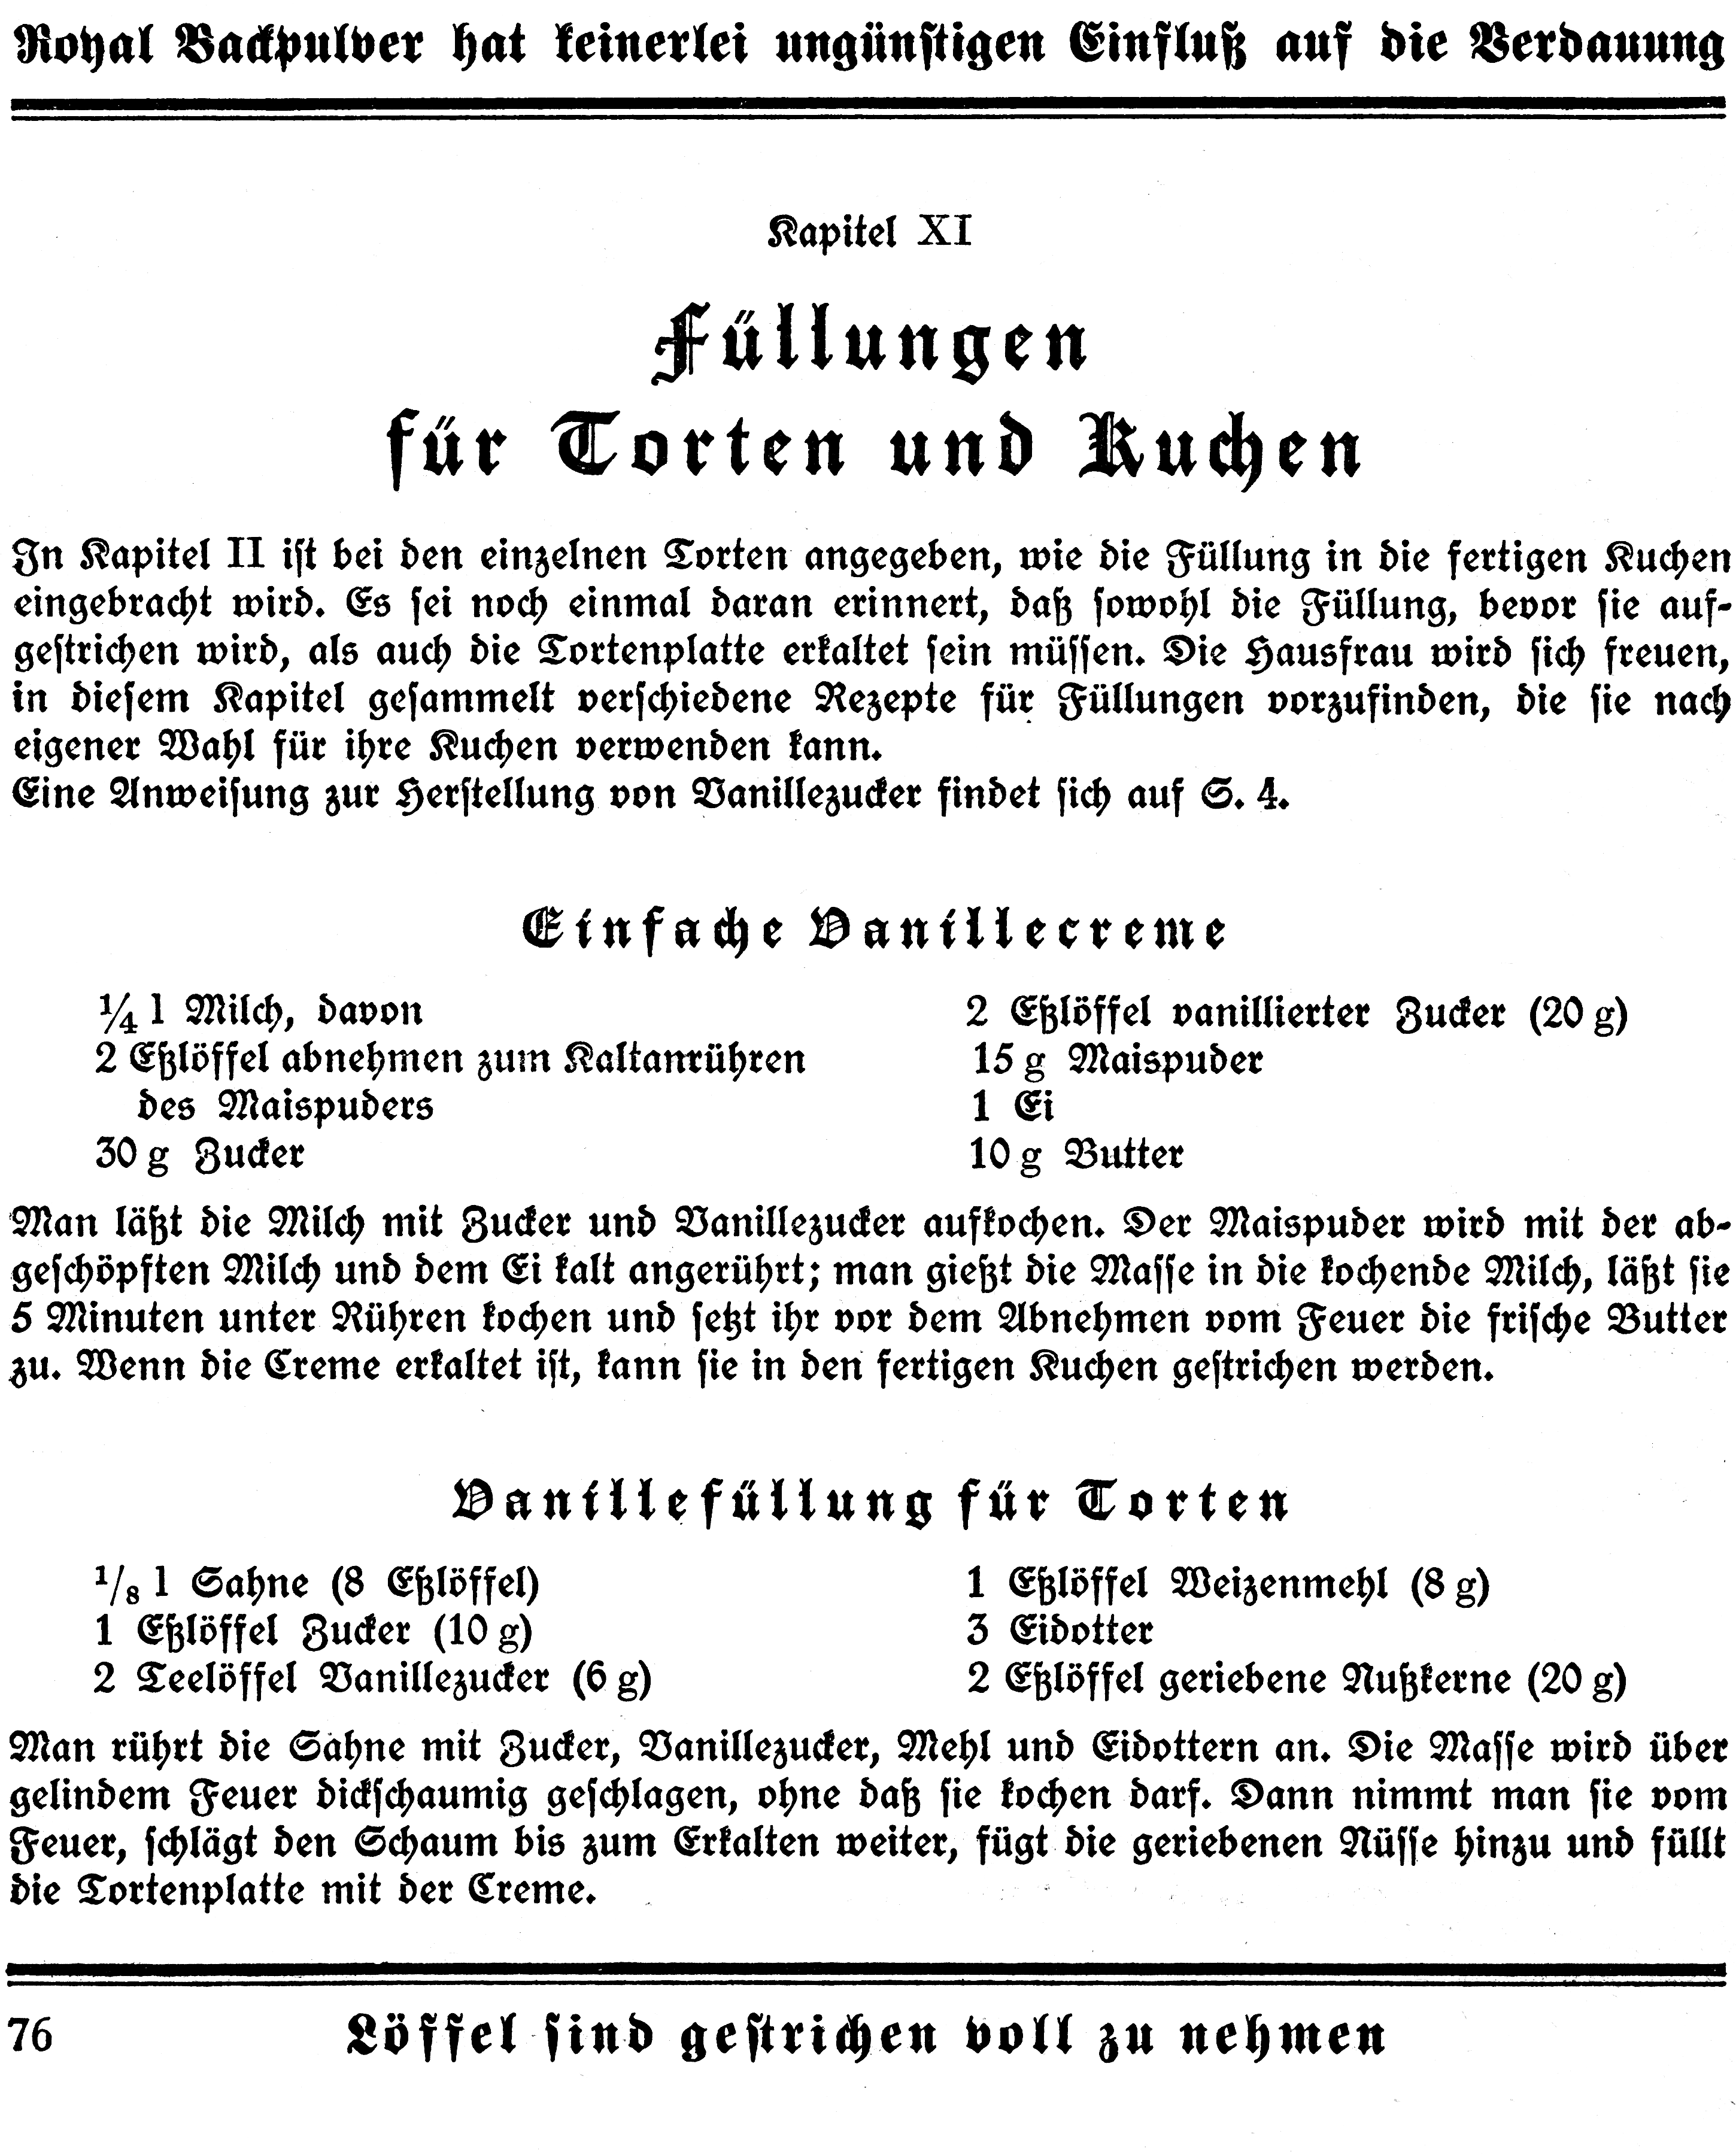 Royal Backpulver hat keinerlei ungünstigen Einfluß auf die Verdauung
Kapitel XI
Füllungen
für Torten und Kuchen
In Kapitel II ist bei den einzelnen Torten angegeben, wie die Füllung in die fertigen Kuchen
eingebracht wird. Es sei noch einmal daran erinnert, daß sowohl die Füllung, bevor sie auf-
gestrichen wird, als auch die Tortenplatte erkaltet sein müssen. Die Hausfrau wird sich freuen,
in diesem Kapitel gesammelt verschiedene Rezepte für Füllungen vorzufinden, die sie nach
eigener Wahl für ihre Kuchen verwenden kann.
Eine Anweisung zur Herstellung von Vanillezucker findet sich auf S. 4.
Einfache Vanillecreme
¼ l Milch, davon
2 Eßlöffel abnehmen zum Kaltanrühren
des Maispuders
30 g Zucker
2 Eßlöffel vanillierter Zucker (20 g)
15 g Maispuder
1 Ei
10 g Butter
Man läßt die Milch mit Zucker und Vanillezucker aufkochen. Der Maispuder wird mit der ab-
geschöpften Milch und dem Ei kalt angerührt; man gießt die Masse in die kochende Milch, läßt sie
5 Minuten unter Rühren kochen und setzt ihr vor dem Abnehmen vom Feuer die frische Butter
zu. Wenn die Creme erkaltet ist, kann sie in den fertigen Kuchen gestrichen werden.
Vanillefüllung für Torten
1/8 l Sahne (8 Eßlöffel)
1 Eßlöffel Zucker (10 g)
2 Teelöffel Vanillezucker (6 g)
1 Eßlöffel Weizenmehl (8 g)
3 Eidotter
2 Eßlöffel geriebene Nußkerne (20 g)
Man rührt die Sahne mit Zucker, Vanillezucker, Mehl und Eidottern an. Die Masse wird über
gelindem Feuer dickschaumig geschlagen, ohne daß sie kochen darf. Dann nimmt man sie vom
Feuer, schlägt den Schaum bis zum Erkalten weiter, fügt die geriebenen Nüsse hinzu und füllt
die Tortenplatte mit der Creme.
76
Löffel sind gestrichen voll zu nehmen